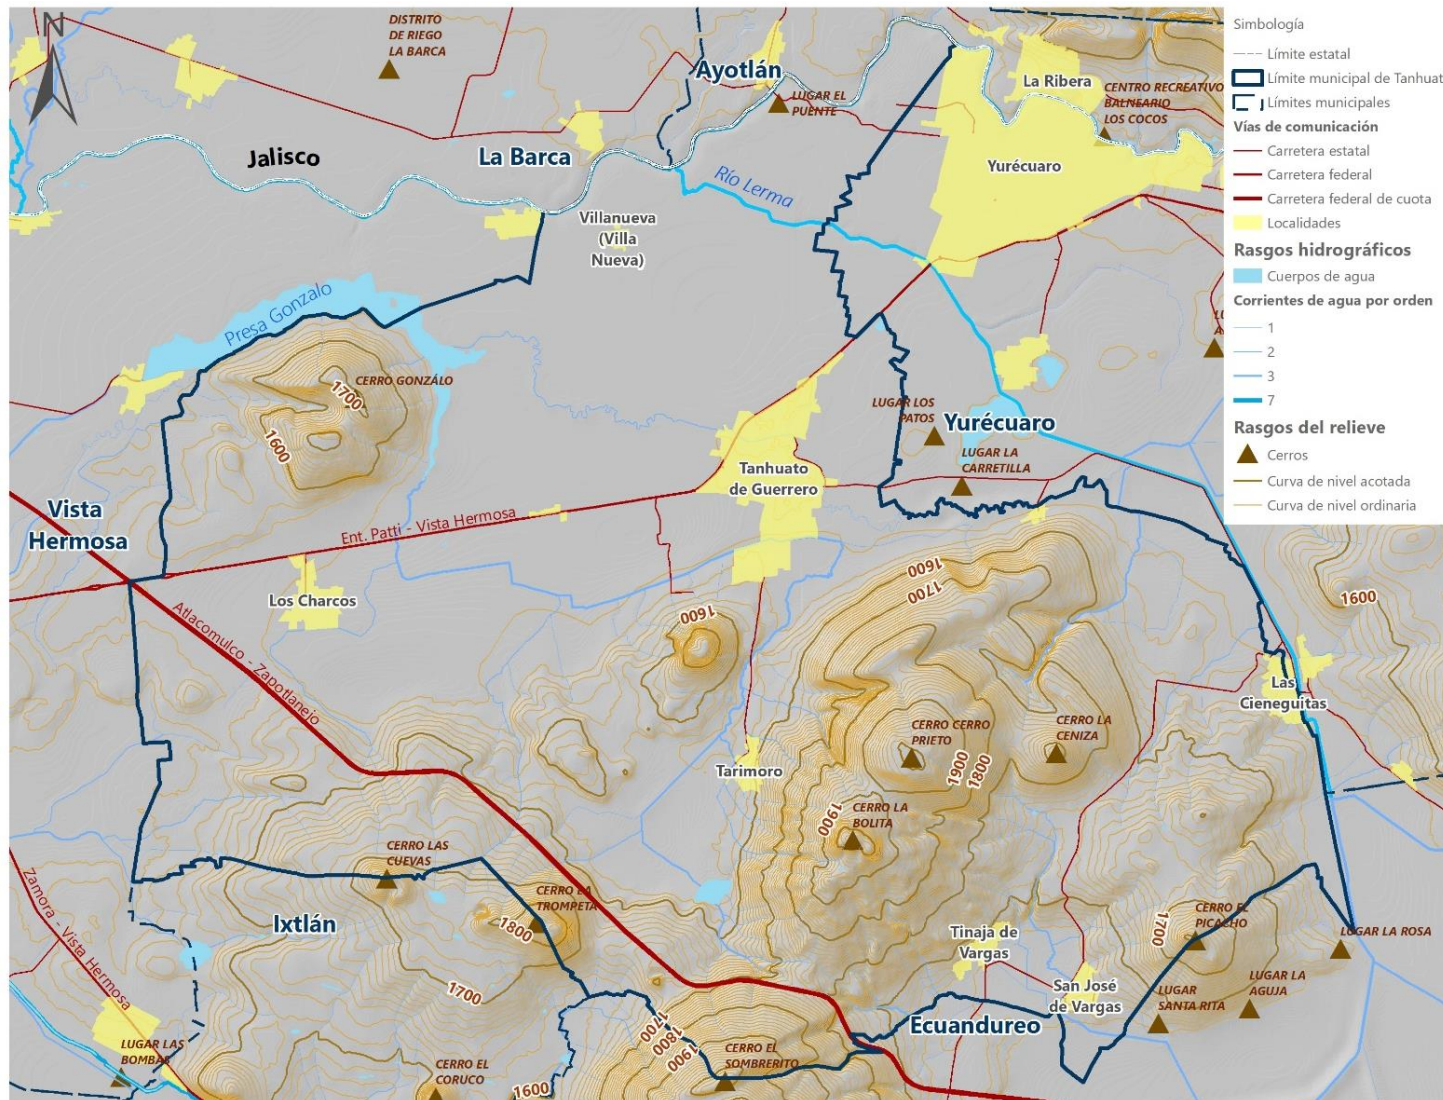 N
DISTRITO
DE RIEGO
LA BARCA
Ayotlán
LUGAR EL
PUENTE
La Ribera
CENTRO RECREATIVO
BALNEARIO
LOS COCOS
Jalisco
La Barca
Yurécuaro
Río Lerma
Villanueva
(Villa
Nueva)
Presa Gonzalo
CERRO GONZÁLO
1700
1600
LUGAR LOS
PATOS
Yurécuaro
LUGAR LA
CARRETILLA
Tanhuato
de Guerrero
Vista
Hermosa
Ent. Patti - Vista Hermosa
Los Charcos
Atlacomulco - Zapotlanejo
1600
1600
1700
1600
Las
Cieneguitas
CERRO CERRO
PRIETO
CERRO LA
CENIZA
1900
1800
Tarimoro
CERRO LA
BOLITA
1900
CERRO LAS
CUEVAS
CERRO LA
TROMPETA
1800
Ixtlán
Zamora - Vista Hermosa
1700
Tinaja de
Vargas
CERRO EL
PICACHO
1700
LUGAR LA ROSA
LUGAR LA
AGUJA
San José
de Vargas
LUGAR
SANTA RITA
Ecuandureo
1700
1800
1900
CERRO EL
SOMBRERITO
LUGAR LAS
BOMBAS
CERRO EL
CORUCO
1600
Simbología
Límite estatal
Límite municipal de Tanhuat
Límites municipales
Vías de comunicación
Carretera estatal
Carretera federal
Carretera federal de cuota
Localidades
Rasgos hidrográficos
Cuerpos de agua
Corrientes de agua por orden
1
2
3
7
Rasgos del relieve
Cerros
Curva de nivel acotada
Curva de nivel ordinaria